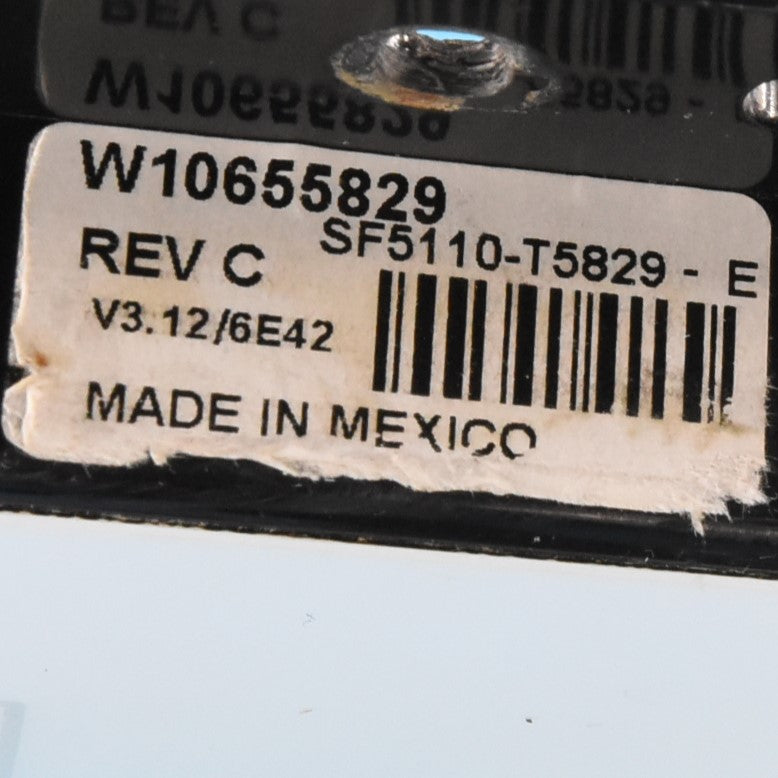 W10655829
SF5110-T5829 - E
REV C
V3.12/6E42
MADE IN MEXICO